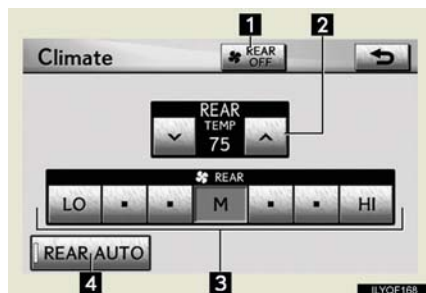 1 2
Climate REAR OFF
REAR
TEMP
75
REAR
LO M HI
REAR AUTO
4 3
ILYOF168